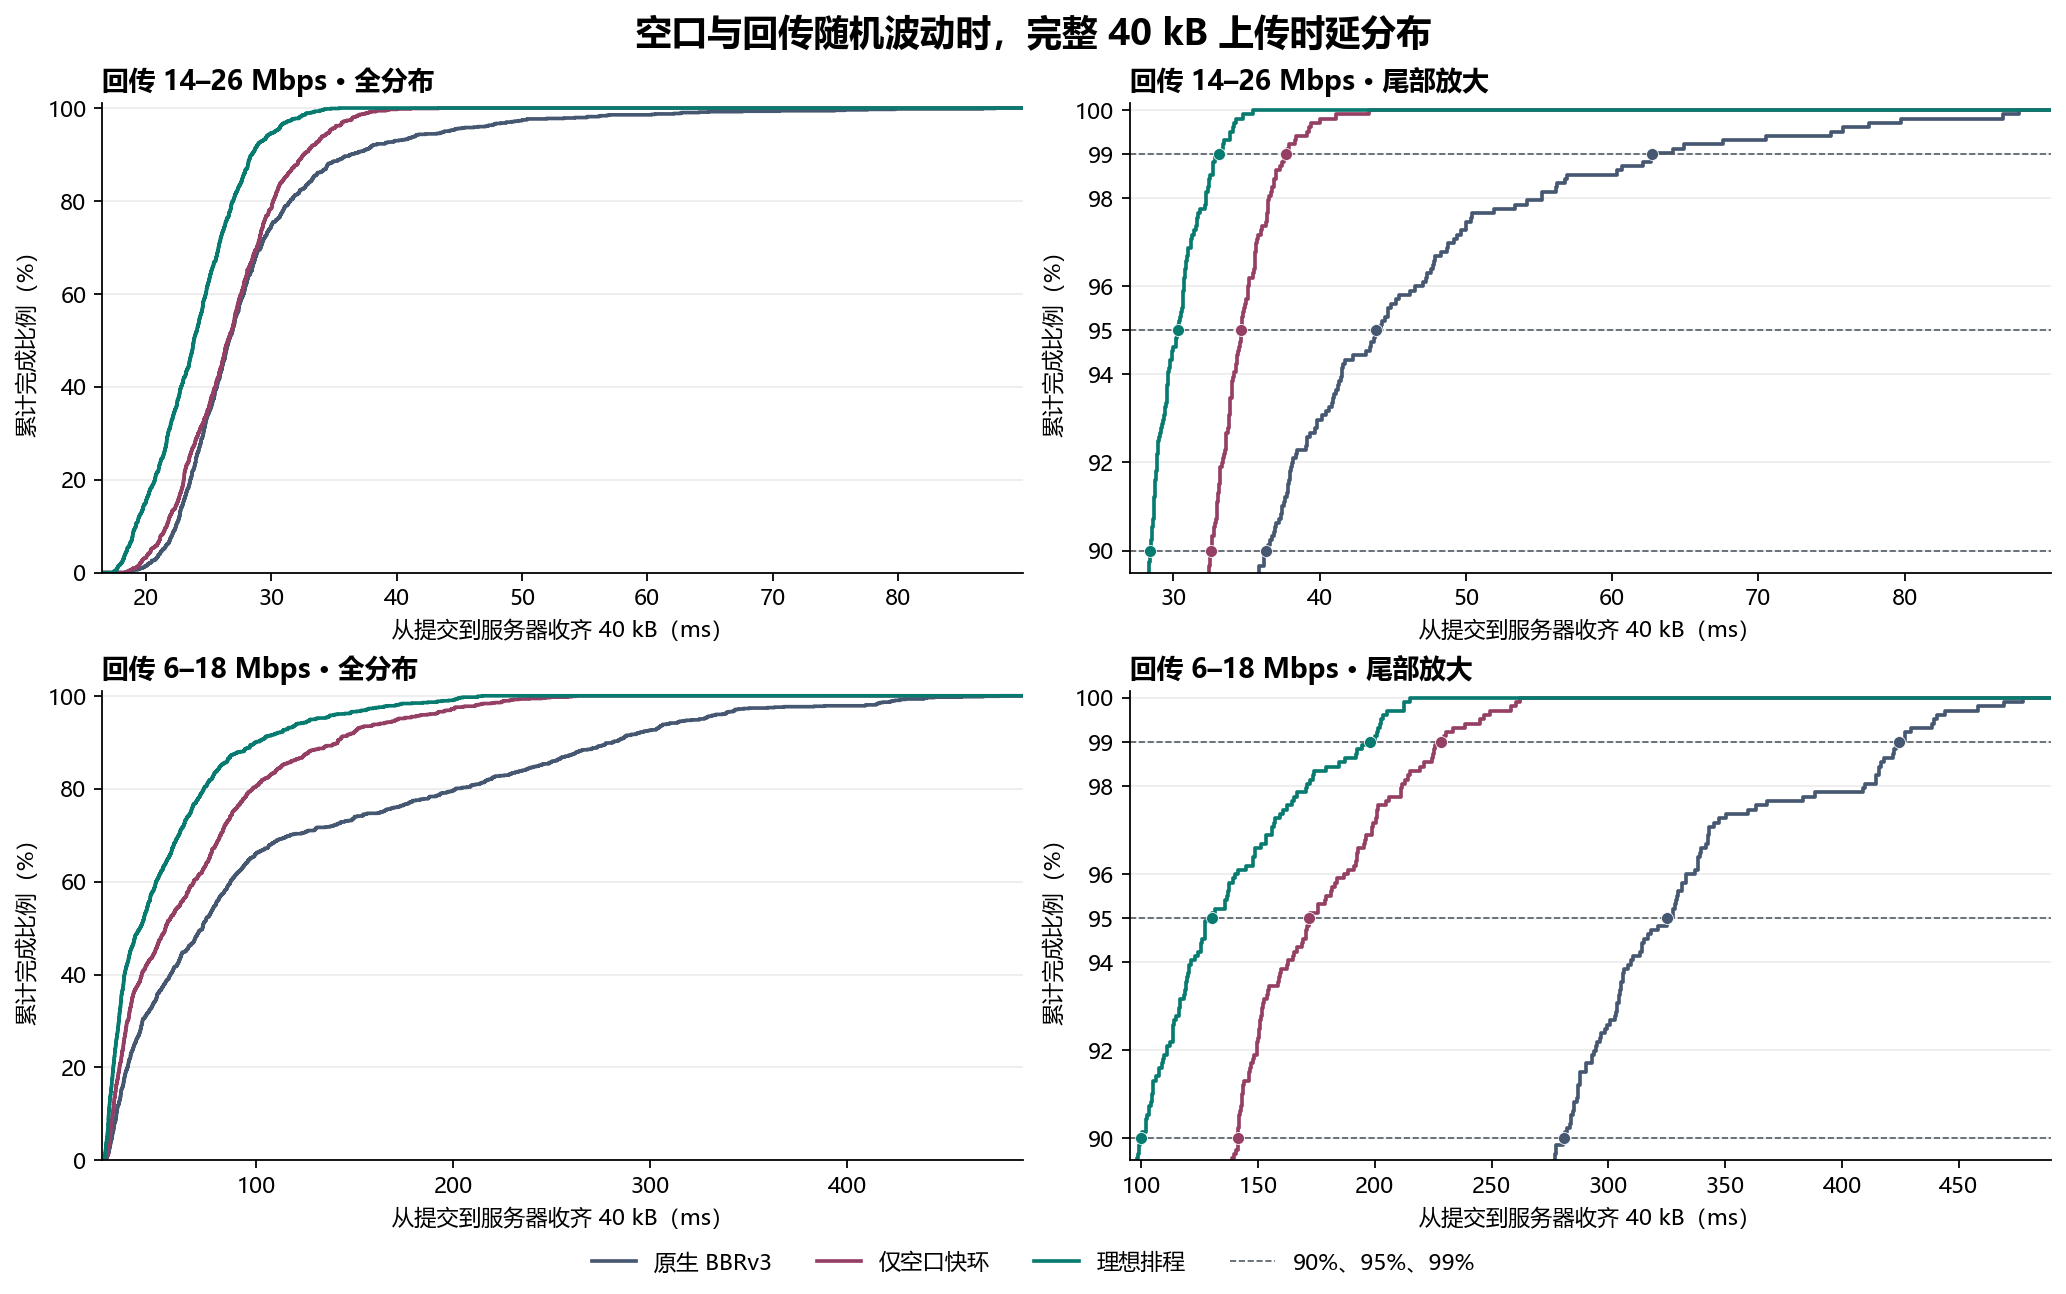 空口与回传随机波动时，完整 40 kB 上传时延分布
回传 14–26 Mbps • 全分布
累计完成比例（%）
100
80
60
40
20
0
20 30 40 50 60 70 80
从提交到服务器收齐 40 kB（ms）
回传 14–26 Mbps • 尾部放大
累计完成比例（%）
100
99
98
96
95
94
92
90
30 40 50 60 70 80
从提交到服务器收齐 40 kB（ms）
回传 6–18 Mbps • 全分布
累计完成比例（%）
100
80
60
40
20
0
100 200 300 400
从提交到服务器收齐 40 kB（ms）
回传 6–18 Mbps • 尾部放大
累计完成比例（%）
100
99
98
96
95
94
92
90
100 150 200 250 300 350 400 450
从提交到服务器收齐 40 kB（ms）
原生 BBRv3 仅空口快环 理想排程 90%、95%、99%